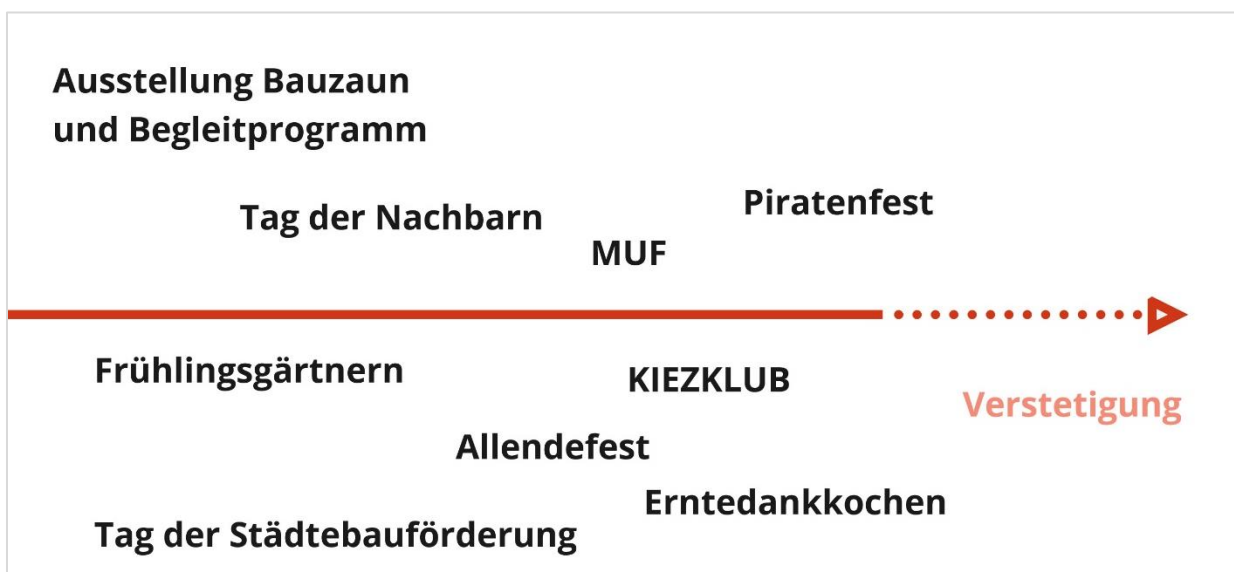 Ausstellung Bauzaun
und Begleitprogramm
Tag der Nachbarn
Piratenfest
MUF
Frühlingsgärtnern
KIEZKLUB
Verstetigung
Allendefest
Erntedankkochen
Tag der Städtebauförderung